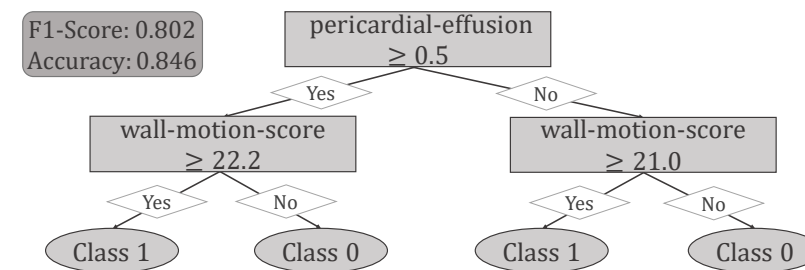 F1-Score: 0.802
Accuracy: 0.846
pericardial-effusion
≥ 0.5
Yes
No
wall-motion-score
≥ 22.2
wall-motion-score
≥ 21.0
Yes
No
Yes
No
Class 1
Class 0
Class 1
Class 0